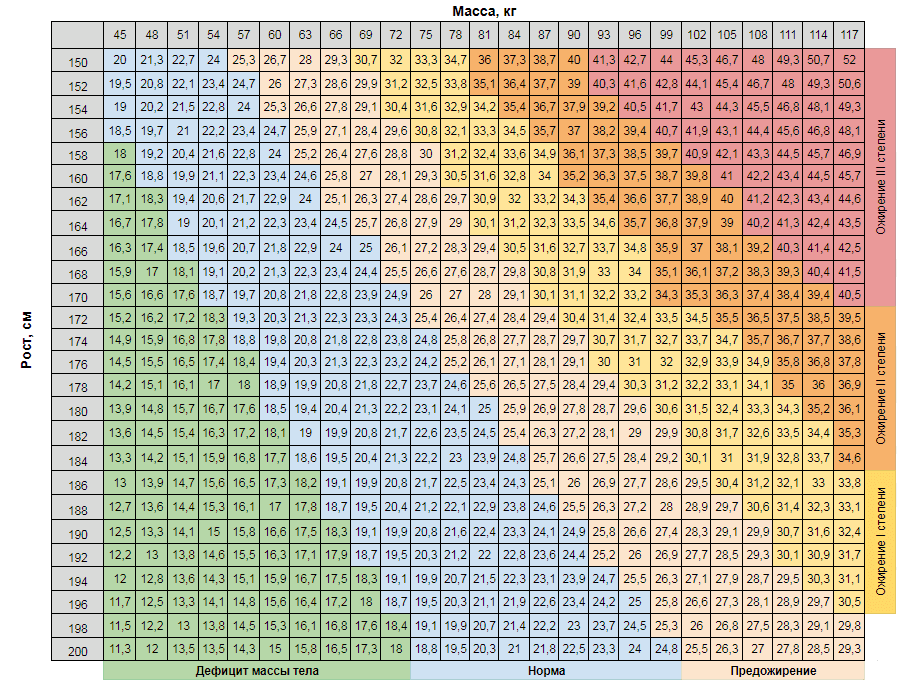 Масса, кг
45 48 51 54 57 60 63 66 69 72 75 78 81 84 87 90 93 96 99 102 105 108 111 114 117
150 20 21,3 22,7 24 25,3 26,7 28 29,3 30,7 32 33,3 34,7 36 37,3 38,7 40 41,3 42,7 44 45,3 46,7 48 49,3 50,7 52
152 19,5 20,8 22,1 23,4 24,7 26 27,3 28,6 29,9 31,2 32,5 33,8 35,1 36,4 37,7 39 40,3 41,6 42,8 44,1 45,4 46,7 48 49,3 50,6
154 19 20,2 21,5 22,8 24 25,3 26,6 27,8 29,1 30,4 31,6 32,9 34,2 35,4 36,7 37,9 39,2 40,5 41,7 43 44,3 45,5 46,8 48,1 49,3
156 18,5 19,7 21 22,2 23,4 24,7 25,9 27,1 28,4 29,6 30,8 32,1 33,3 34,5 35,7 37 38,2 39,4 40,7 41,9 43,1 44,4 45,6 46,8 48,1
158 18 19,2 20,4 21,6 22,8 24 25,2 26,4 27,6 28,8 30 31,2 32,4 33,6 34,9 36,1 37,3 38,5 39,7 40,9 42,1 43,3 44,5 45,7 46,9
160 17,6 18,8 19,9 21,1 22,3 23,4 24,6 25,8 27 28,1 29,3 30,5 31,6 32,8 34 35,2 36,3 37,5 38,7 39,8 41 42,2 43,4 44,5 45,7
162 17,1 18,3 19,4 20,6 21,7 22,9 24 25,1 26,3 27,4 28,6 29,7 30,9 32 33,2 34,3 35,4 36,6 37,7 38,9 40 41,2 42,3 43,4 44,6
164 16,7 17,8 19 20,1 21,2 22,3 23,4 24,5 25,7 26,8 27,9 29 30,1 31,2 32,3 33,5 34,6 35,7 36,8 37,9 39 40,2 41,3 42,4 43,5
166 16,3 17,4 18,5 19,6 20,7 21,8 22,9 24 25 26,1 27,2 28,3 29,4 30,5 31,6 32,7 33,7 34,8 35,9 37 38,1 39,2 40,3 41,4 42,5
168 15,9 17 18,1 19,1 20,2 21,3 22,3 23,4 24,4 25,5 26,6 27,6 28,7 29,8 30,8 31,9 33 34 35,1 36,1 37,2 38,3 39,3 40,4 41,5
170 15,6 16,6 17,6 18,7 19,7 20,8 21,8 22,8 23,9 24,9 26 27 28 29,1 30,1 31,1 32,2 33,2 34,3 35,3 36,3 37,4 38,4 39,4 40,5
172 15,2 16,2 17,2 18,3 19,3 20,3 21,3 22,3 23,3 24,3 25,4 26,4 27,4 28,4 29,4 30,4 31,4 32,4 33,5 34,5 35,5 36,5 37,5 38,5 39,5
174 14,9 15,9 16,8 17,8 18,8 19,8 20,8 21,8 22,8 23,8 24,8 25,8 26,8 27,7 28,7 29,7 30,7 31,7 32,7 33,7 34,7 35,7 36,7 37,7 38,6
176 14,5 15,5 16,5 17,4 18,4 19,4 20,3 21,3 22,3 23,2 24,2 25,2 26,1 27,1 28,1 29,1 30 31 32 32,9 33,9 34,9 35,8 36,8 37,8
178 14,2 15,1 16,1 17 18 18,9 19,9 20,8 21,8 22,7 23,7 24,6 25,6 26,5 27,5 28,4 29,4 30,3 31,2 32,2 33,1 34,1 35 36 36,9
180 13,9 14,8 15,7 16,7 17,6 18,5 19,4 20,4 21,3 22,2 23,1 24,1 25 25,9 26,9 27,8 28,7 29,6 30,6 31,5 32,4 33,3 34,3 35,2 36,1
182 13,6 14,5 15,4 16,3 17,2 18,1 19 19,9 20,8 21,7 22,6 23,5 24,5 25,4 26,3 27,2 28,1 29 29,9 30,8 31,7 32,6 33,5 34,4 35,3
184 13,3 14,2 15,1 15,9 16,8 17,7 18,6 19,5 20,4 21,3 22,2 23 23,9 24,8 25,7 26,6 27,5 28,4 29,2 30,1 31 31,9 32,8 33,7 34,6
186 13 13,9 14,7 15,6 16,5 17,3 18,2 19,1 19,9 20,8 21,7 22,5 23,4 24,3 25,1 26 26,9 27,7 28,6 29,5 30,4 31,2 32,1 33 33,8
188 12,7 13,6 14,4 15,3 16,1 17 17,8 18,7 19,5 20,4 21,2 22,1 22,9 23,8 24,6 25,5 26,3 27,2 28 28,9 29,7 30,6 31,4 32,3 33,1
190 12,5 13,3 14,1 15 15,8 16,6 17,5 18,3 19,1 19,9 20,8 21,6 22,4 23,3 24,1 24,9 25,8 26,6 27,4 28,3 29,1 29,9 30,7 31,6 32,4
192 12,2 13 13,8 14,6 15,5 16,3 17,1 17,9 18,7 19,5 20,3 21,2 22 22,8 23,6 24,4 25,2 26 26,9 27,7 28,5 29,3 30,1 30,9 31,7
194 12 12,8 13,6 14,3 15,1 15,9 16,7 17,5 18,3 19,1 19,9 20,7 21,5 22,3 23,1 23,9 24,7 25,5 26,3 27,1 27,9 28,7 29,5 30,3 31,1
196 11,7 12,5 13,3 14,1 14,8 15,6 16,4 17,2 18 18,7 19,5 20,3 21,1 21,9 22,6 23,4 24,2 25 25,8 26,6 27,3 28,1 28,9 29,7 30,5
198 11,5 12,2 13 13,8 14,5 15,3 16,1 16,8 17,6 18,4 19,1 19,9 20,7 21,4 22,2 23 23,7 24,5 25,3 26 26,8 27,5 28,3 29,1 29,8
200 11,3 12 13,5 13,5 14,3 15 15,8 16,5 17,3 18 18,8 19,5 20,3 21 21,8 22,5 23,3 24 24,8 25,5 26,3 27 27,8 28,5 29,3
Рост, см
Ожирение III степени
Ожирение II степени
Ожирение I степени
Дефицит массы тела Норма Предожирение